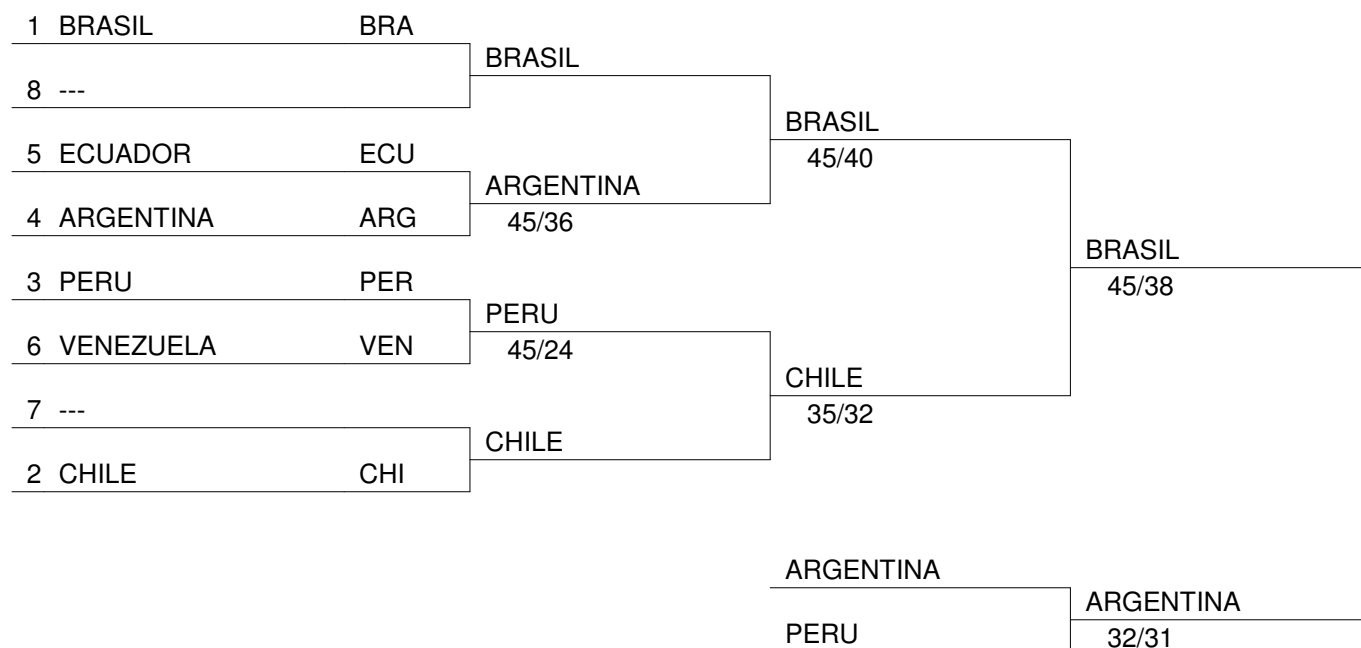 1 BRASIL BRA
BRASIL
8 ---
BRASIL
45/40
5 ECUADOR ECU
ARGENTINA
45/36
4 ARGENTINA ARG
BRASIL
45/38
3 PERU PER
PERU
45/24
6 VENEZUELA VEN
CHILE
35/32
7 ---
CHILE
2 CHILE CHI
ARGENTINA
ARGENTINA
32/31
PERU